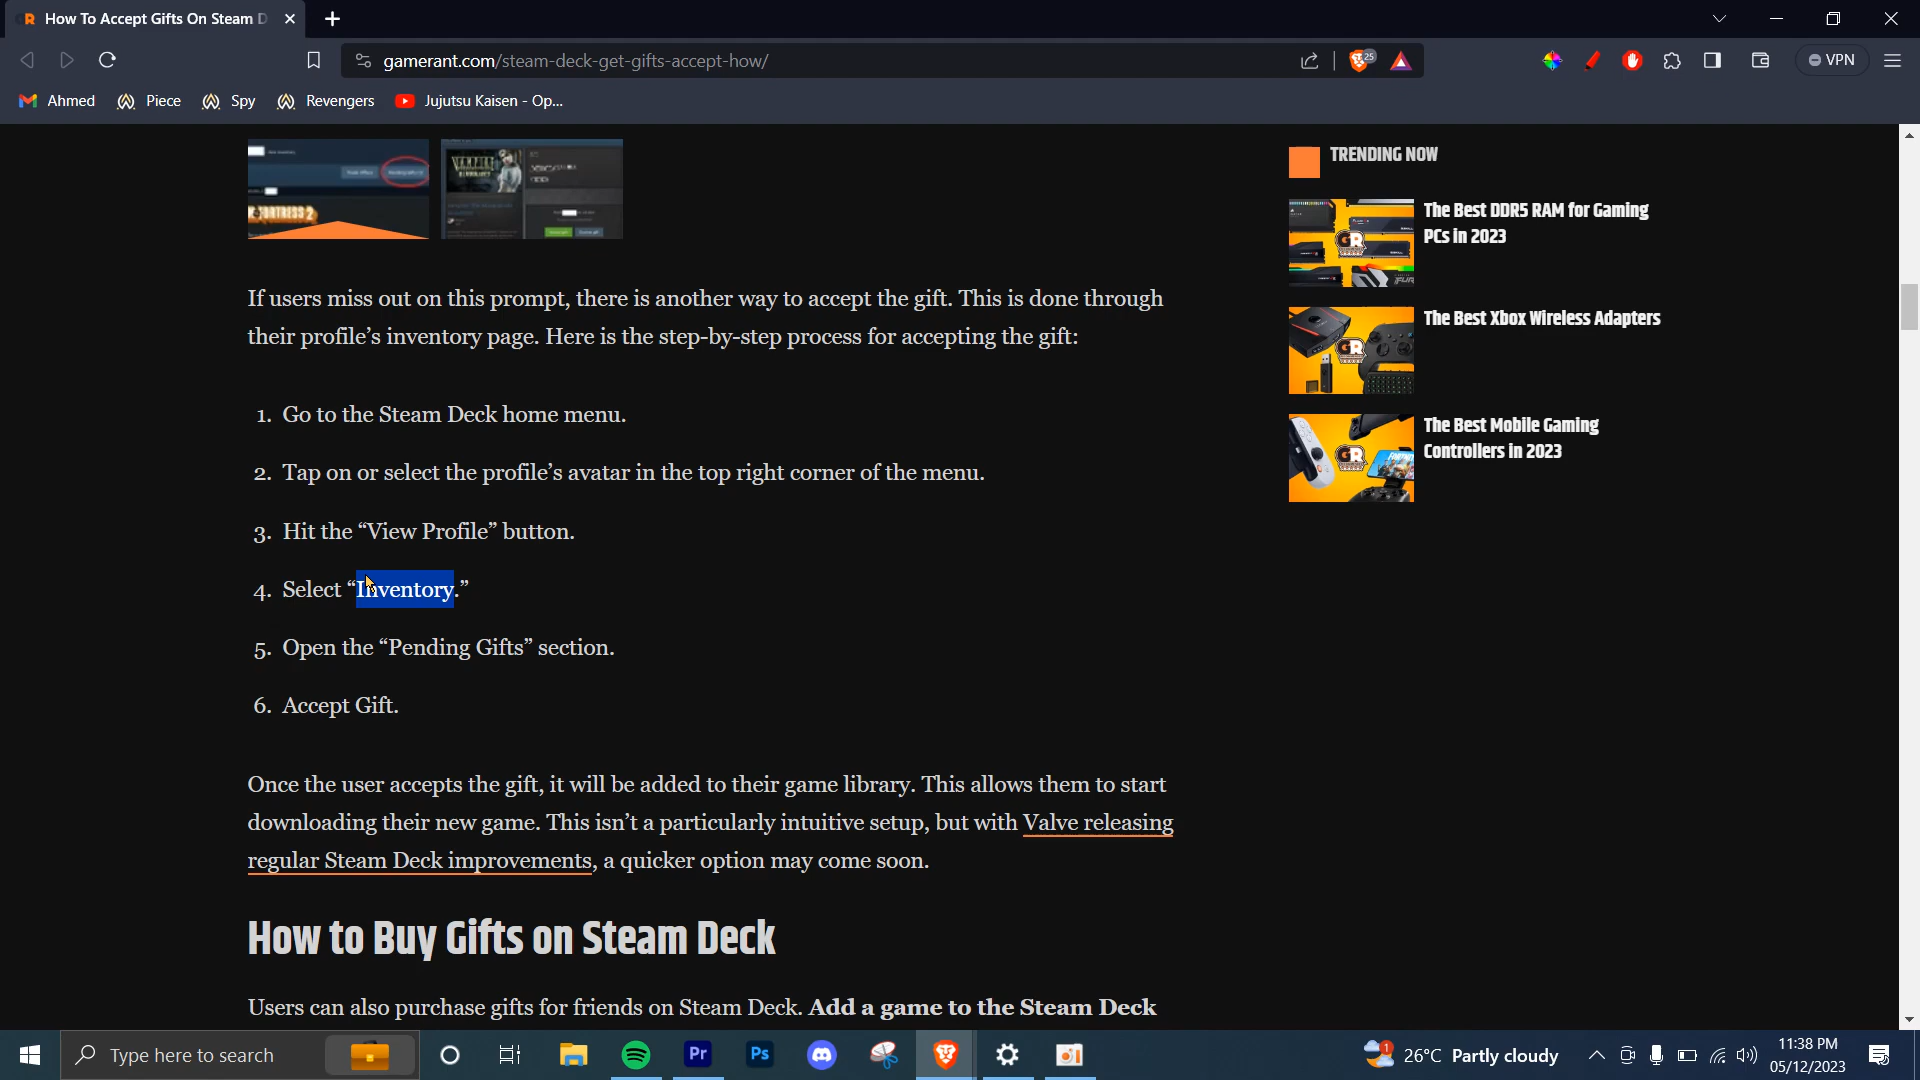 How To Accept Gifts On Steam D
gamerant.com/steam-deck-get-gifts-accept-how/
25
VPN
Ahmed
Piece
Spy
Revengers
Jujutsu Kaisen - Op...
FORTRESS 2
VAMPIRE
TRENDING NOW
The Best DDR5 RAM for Gaming
PCs in 2023
The Best Xbox Wireless Adapters
The Best Mobile Gaming
Controllers in 2023
If users miss out on this prompt, there is another way to accept the gift. This is done through
their profile’s inventory page. Here is the step-by-step process for accepting the gift:
1. Go to the Steam Deck home menu.
2. Tap on or select the profile’s avatar in the top right corner of the menu.
3. Hit the “View Profile” button.
4. Select “Inventory.”
5. Open the “Pending Gifts” section.
6. Accept Gift.
Once the user accepts the gift, it will be added to their game library. This allows them to start
downloading their new game. This isn’t a particularly intuitive setup, but with Valve releasing
regular Steam Deck improvements, a quicker option may come soon.
How to Buy Gifts on Steam Deck
Users can also purchase gifts for friends on Steam Deck. Add a game to the Steam Deck
Type here to search
Pr
Ps
1
26°C Partly cloudy
11:38 PM
05/12/2023